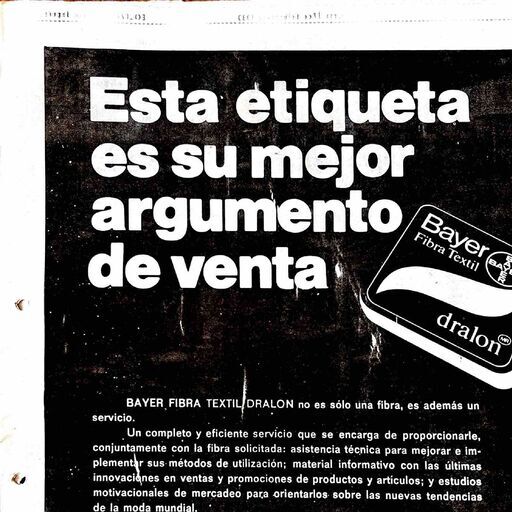 Esta etiqueta
es su mejor
argumento
de venta
Bayer
Fibra Textil
BAYER
dralon
MR
BAYER FIBRA TEXTIL/DRALON no es sólo una fibra, es además un
servicio.
Un completo y eficiente servicio que se encarga de proporcionarle,
conjuntamente con la fibra solicitada: asistencia técnica para mejorar e im-
plementar sus métodos de utilización; material informativo con las últimas
innovaciones en ventas y promociones de productos y artículos; y estudios
motivacionales de mercadeo para orientarlos sobre las nuevas tendencias
de la moda mundial.